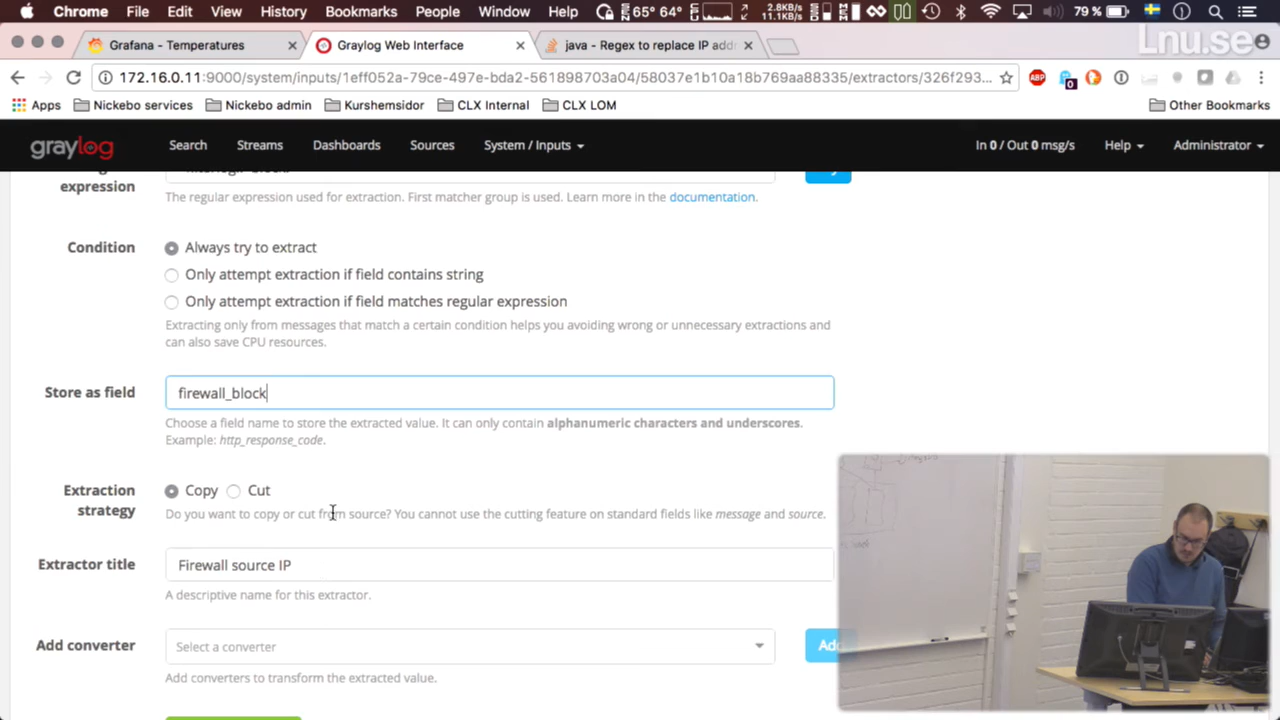 Chrome File Edit View History Bookmarks People Window Help 65° 64° 2.8KB/s 11.1KB/s 79 %
Grafana - Temperatures Graylog Web Interface java - Regex to replace IP addr
Lnu.se
172.16.0.11:9000/system/inputs/1eff052a-79ce-497e-bda2-561898703a04/58037e1b10a18b769aa88335/extractors/326f293... ABP 0
Apps Nickebo services Nickebo admin Kurshemsidor CLX Internal CLX LOM Other Bookmarks
graylog Search Streams Dashboards Sources System / Inputs In 0 / Out 0 msg/s Help Administrator
expression
The regular expression used for extraction. First matcher group is used. Learn more in the documentation.
Condition Always try to extract
Only attempt extraction if field contains string
Only attempt extraction if field matches regular expression
Extracting only from messages that match a certain condition helps you avoiding wrong or unnecessary extractions and
can also save CPU resources.
Store as field firewall_block
Choose a field name to store the extracted value. It can only contain alphanumeric characters and underscores.
Example: http_response_code.
Extraction strategy Copy Cut
Do you want to copy or cut from source? You cannot use the cutting feature on standard fields like message and source.
Extractor title Firewall source IP
A descriptive name for this extractor.
Add converter Select a converter Add
Add converters to transform the extracted value.